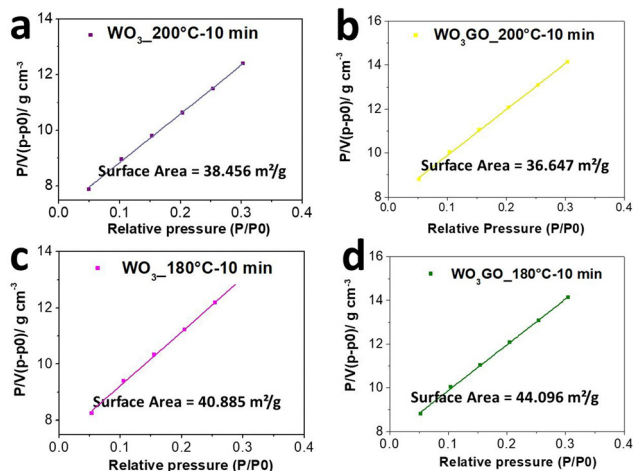 a
WO₃_200°C-10 min
P/V(p-p0)/ g cm⁻³
12
10
8
Surface Area = 38.456 m²/g
0.0 0.1 0.2 0.3 0.4
Relative pressure (P/P0)
b
WO₃GO_200°C-10 min
P/V(p-p0)/ g cm⁻³
16
14
12
10
8
Surface Area = 36.647 m²/g
0.0 0.1 0.2 0.3 0.4
Relative Pressure (P/P0)
c
WO₃_180°C-10 min
P/V(p-p0)/ g cm⁻³
14
12
10
8
Surface Area = 40.885 m²/g
0.0 0.1 0.2 0.3 0.4
Relative pressure (P/P0)
d
WO₃GO_180°C-10 min
P/V(p-p0)/ g cm⁻³
16
14
12
10
8
Surface Area = 44.096 m²/g
0.0 0.1 0.2 0.3 0.4
Relative pressure (P/P0)